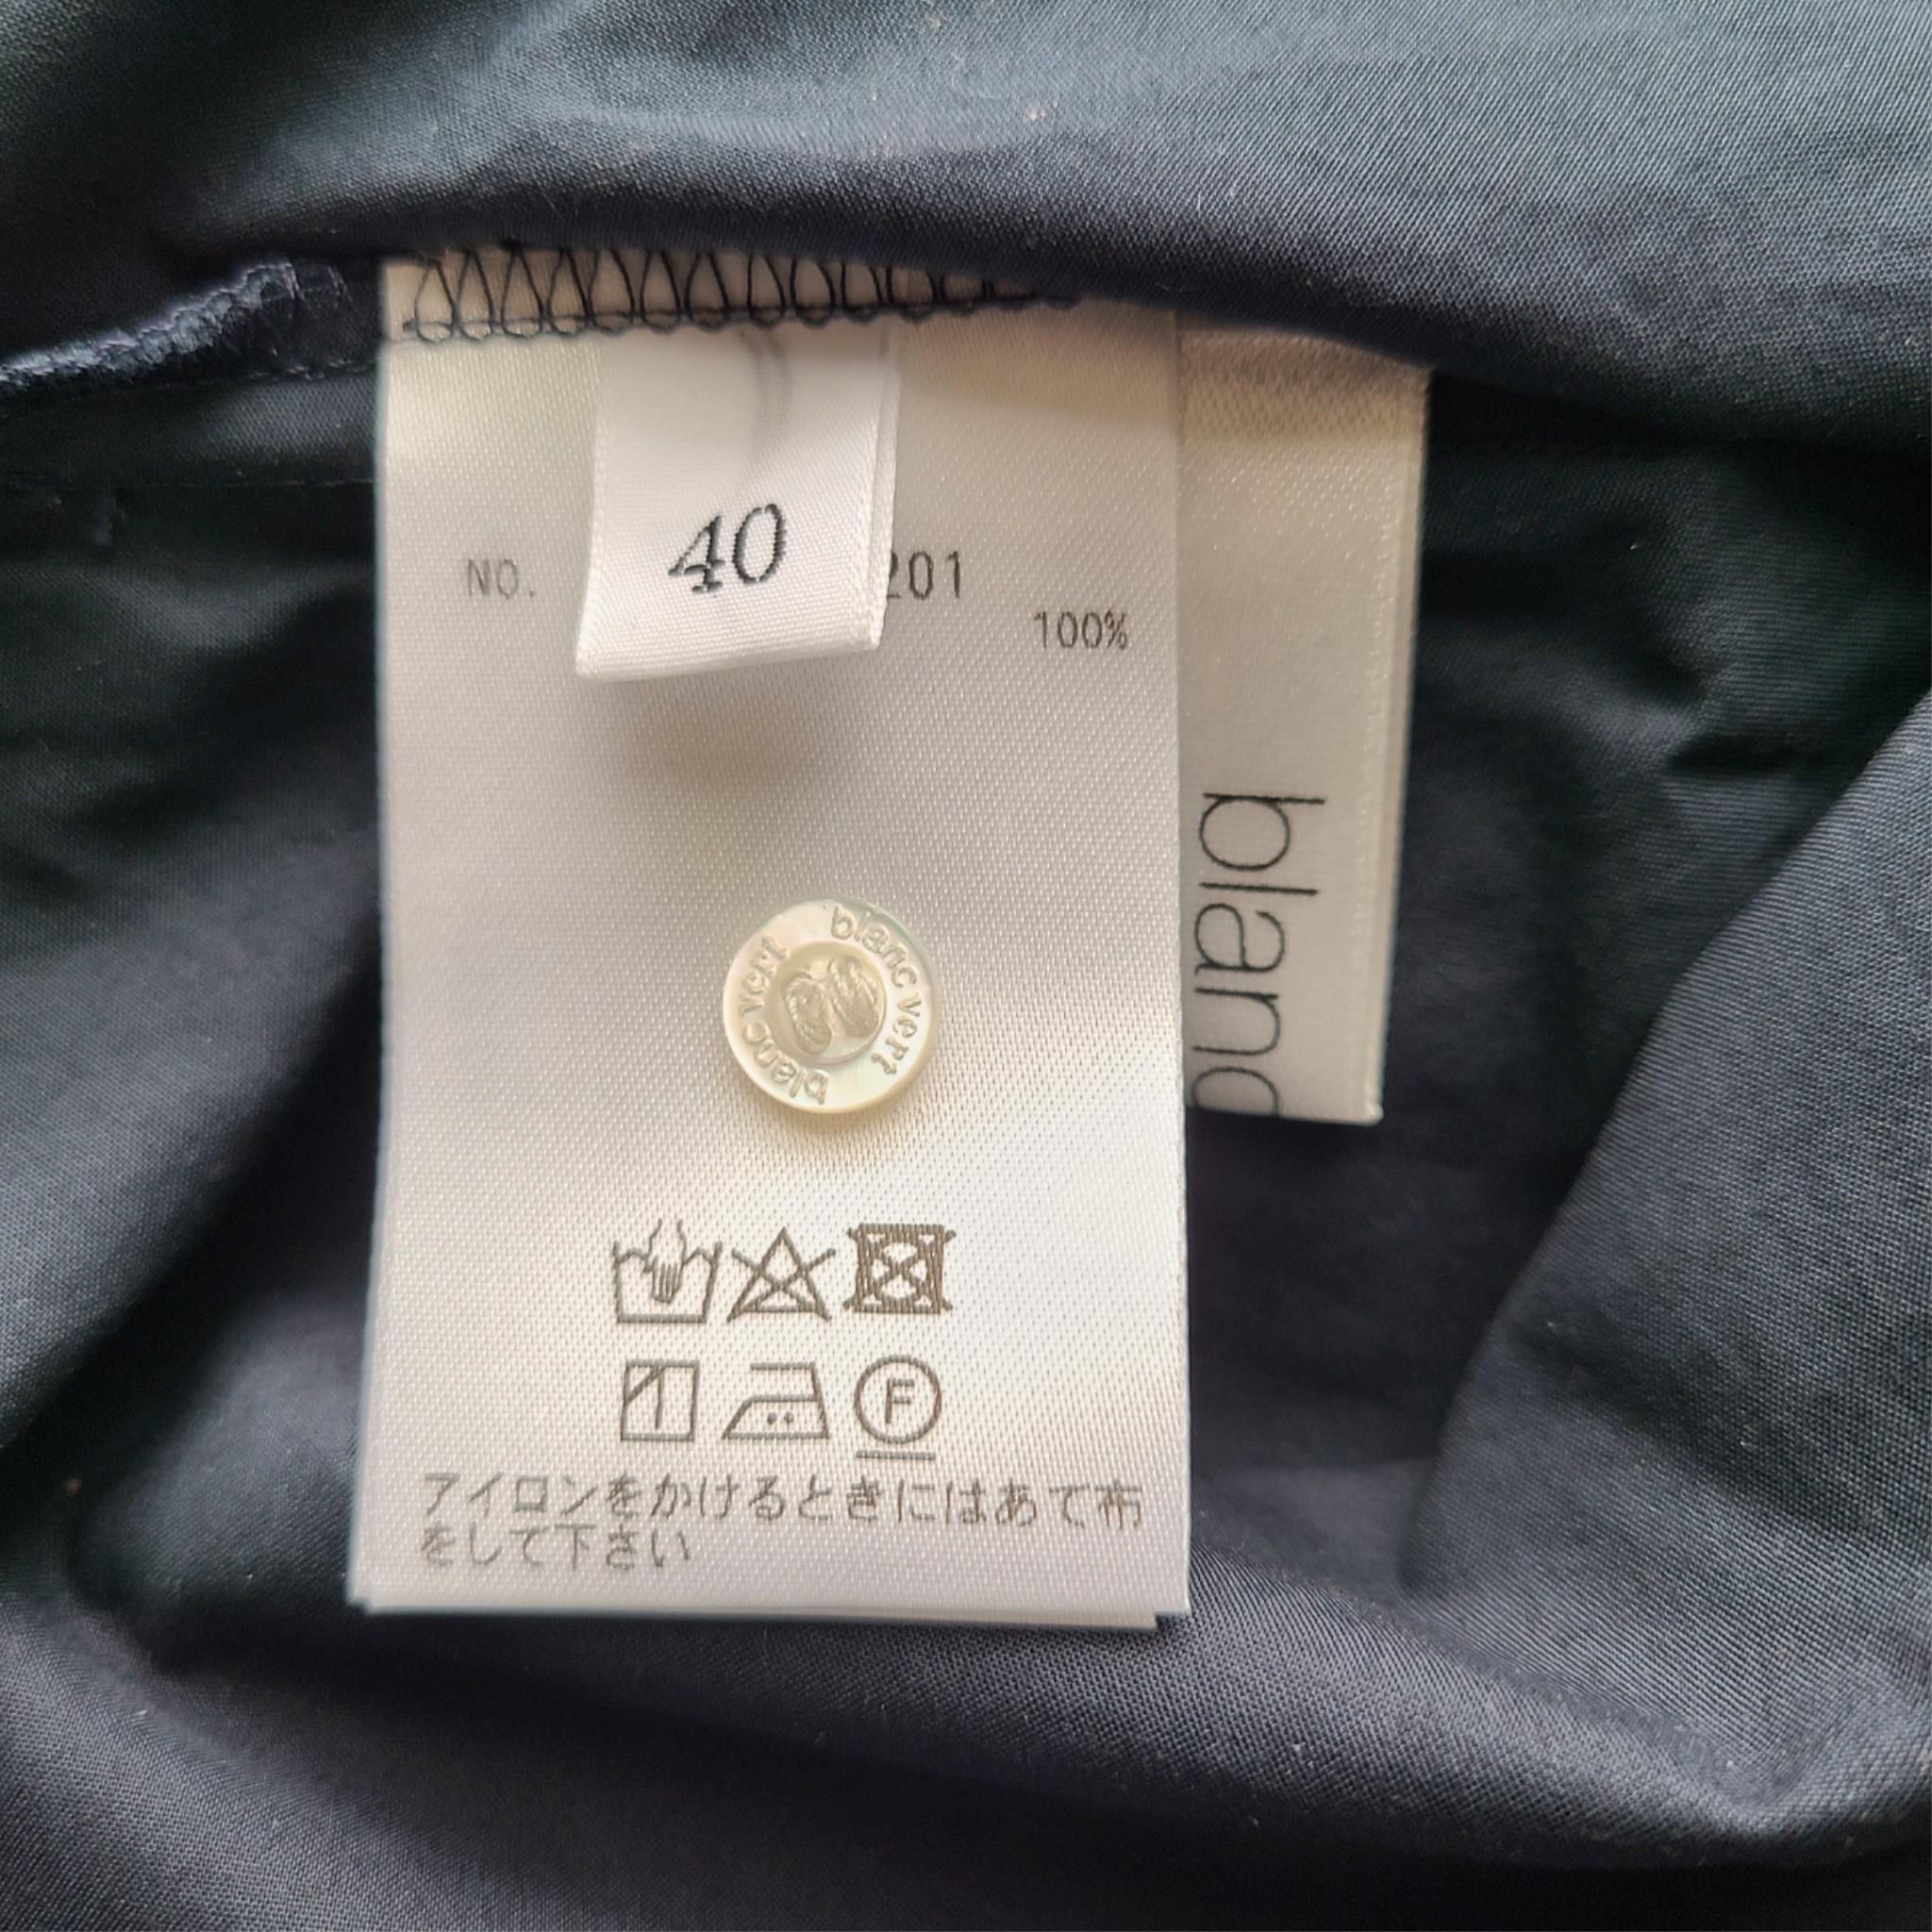 40
NO.
201
100%
blanc vert blanc vert
blanc
F
アイロンをかけるときにはあて布
をして下さい